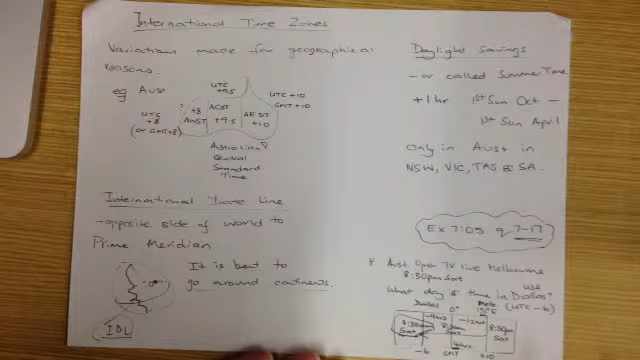 International Time Zones
Variations made for geographical
reasons.
eg Aust
UTC
+9.5
UTC +10
GMT +10
UTC
+8
(or GMT+8)
+8
AWST
ACST
+9.5
AEST
+10
Australian
Central
Standard
Time
International Date Line
- opposite side of world to
Prime Meridian
It is bent to
go around continents.
0°
IDL
Daylight Savings
- or called Summer Time
+1hr 1st Sun Oct -
1st Sun April
only in Aust in
NSW, VIC, TAS & SA.
Ex 7:05 q 7-17
* Aust. Open TV live Melbourne
8:30pm Sat
USA
What day & time in Dallas?
(UTC - 6)
Dallas
0°
Melb.
8:30pm
Sat
-6
GMT
+10